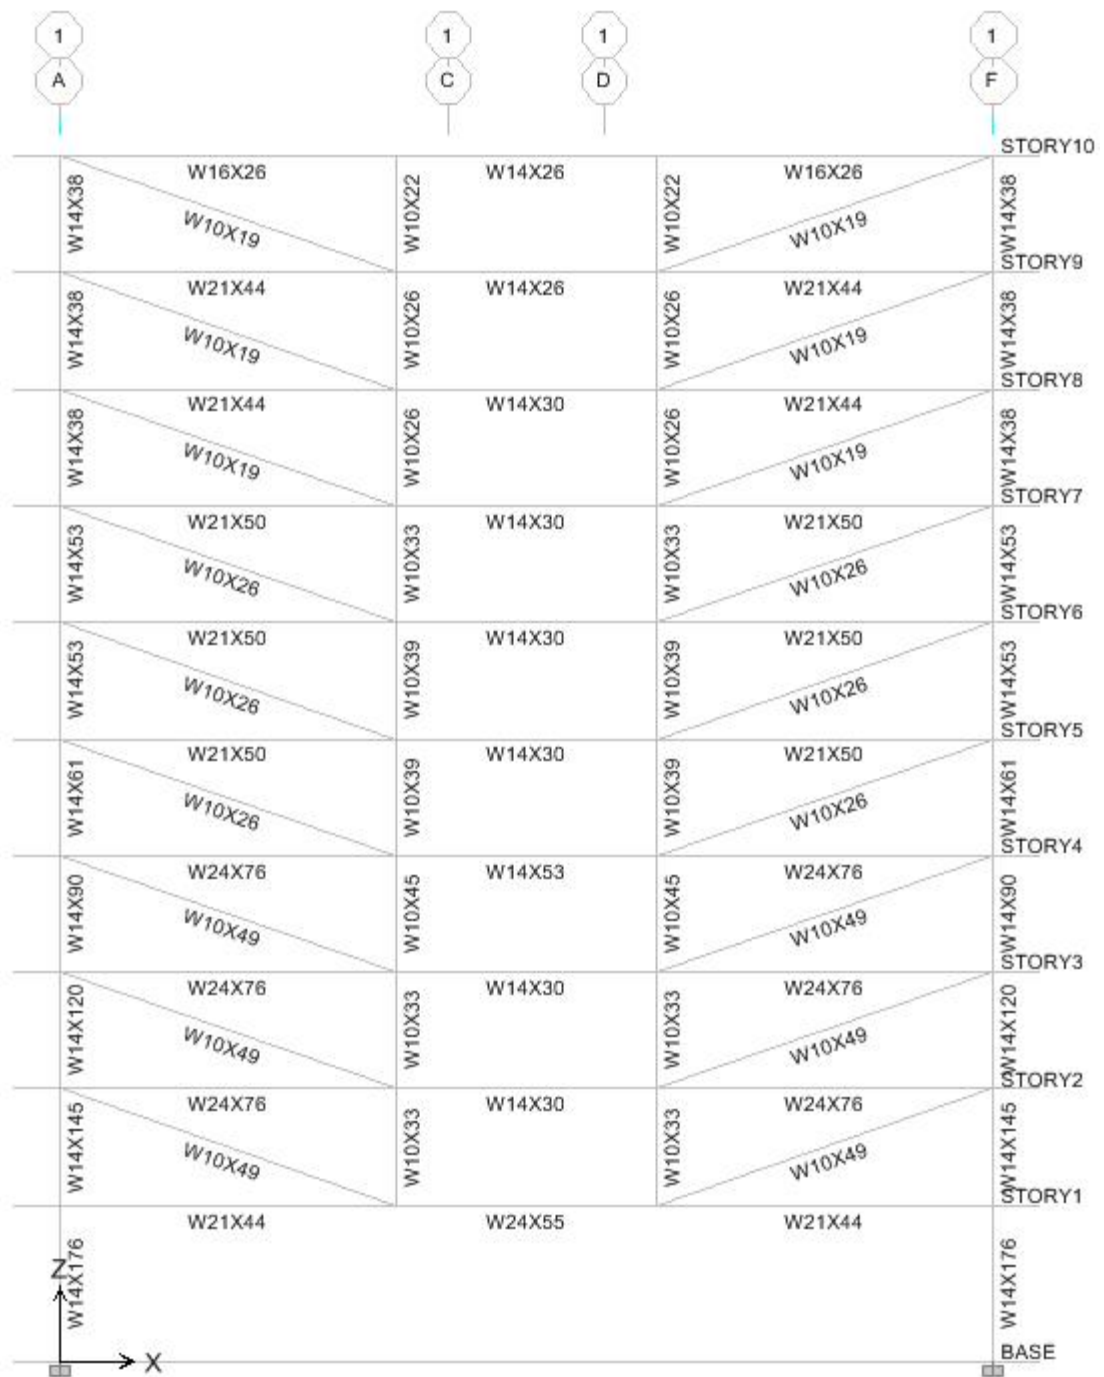 1 1 1 1
A C D F
STORY10
W16X26 W14X26 W16X26
W14X38 W10X19 W10X22 W10X22 W10X19 W14X38
STORY9
W21X44 W14X26 W21X44
W14X38 W10X19 W10X26 W10X26 W10X19 W14X38
STORY8
W21X44 W14X30 W21X44
W14X38 W10X19 W10X26 W10X26 W10X19 W14X38
STORY7
W21X50 W14X30 W21X50
W14X53 W10X26 W10X33 W10X33 W10X26 W14X53
STORY6
W21X50 W14X30 W21X50
W14X53 W10X26 W10X39 W10X39 W10X26 W14X53
STORY5
W21X50 W14X30 W21X50
W14X61 W10X26 W10X39 W10X39 W10X26 W14X61
STORY4
W24X76 W14X53 W24X76
W14X90 W10X49 W10X45 W10X45 W10X49 W14X90
STORY3
W24X76 W14X30 W24X76
W14X120 W10X49 W10X33 W10X33 W10X49 W14X120
STORY2
W24X76 W14X30 W24X76
W14X145 W10X49 W10X33 W10X33 W10X49 W14X145
STORY1
W21X44 W24X55 W21X44
W14X176 W14X176
Z
X
BASE